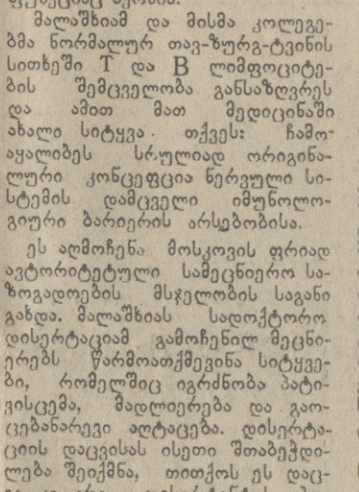 მალაშხიამ და მისმა კოლეგე-
ბმა ნორმალურ თავ-ზურგ-ტვინის
სითხეში T და B ლიმფოციტე-
ბის შემცველობა განსაზღვრეს
და ამით მათ მედიცინაში
ახალი სიტყვა. თქვეს: ჩამო-
აყალიბეს სრულიად ორიგინა-
ლური კონცეფცია ნერვული სი-
სტემის დამცველი იმუნოლო-
გიური ბარიერის არსებობისა.
ეს აღმოჩენა მოსკოვის ფრიად
ავტორიტეტული სამეცნიერო სა-
ზოგადოების მსჯელობის საგანი
გახდა. მალაშხიას სადოქტორო
დისერტაციამ გამოჩენილ მეცნი-
ერებს წარმოათქმევინა სიტყვე-
ბი, რომელშიც იგრძნობა პატი-
ვისცემა, მადლიერება და გაო-
ცებანარევი აღტაცება. დისერტა-
ციის დაცვისას ისეთი შთაბეჭდი-
ლება შეიქმნა, თითქოს ეს დაც-